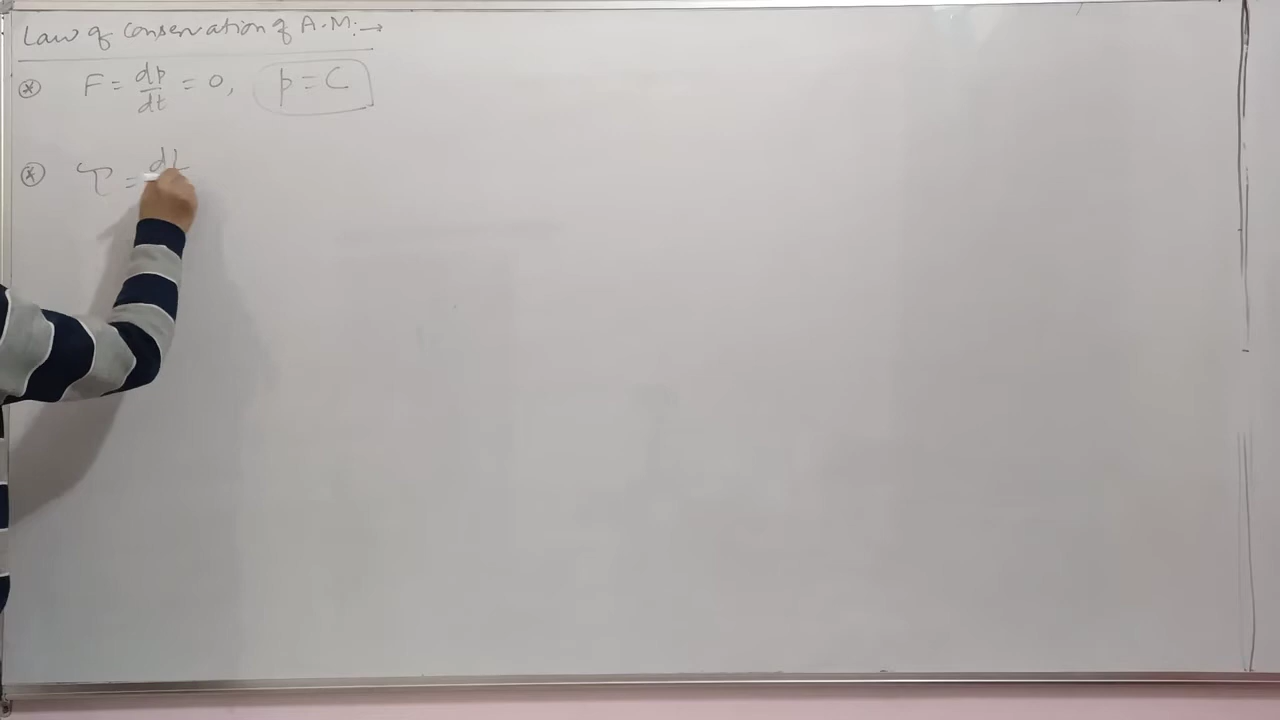 Law of conservation of A.M:→
⊛ F = dp/dt = 0, p = C
⊛ τ = dL